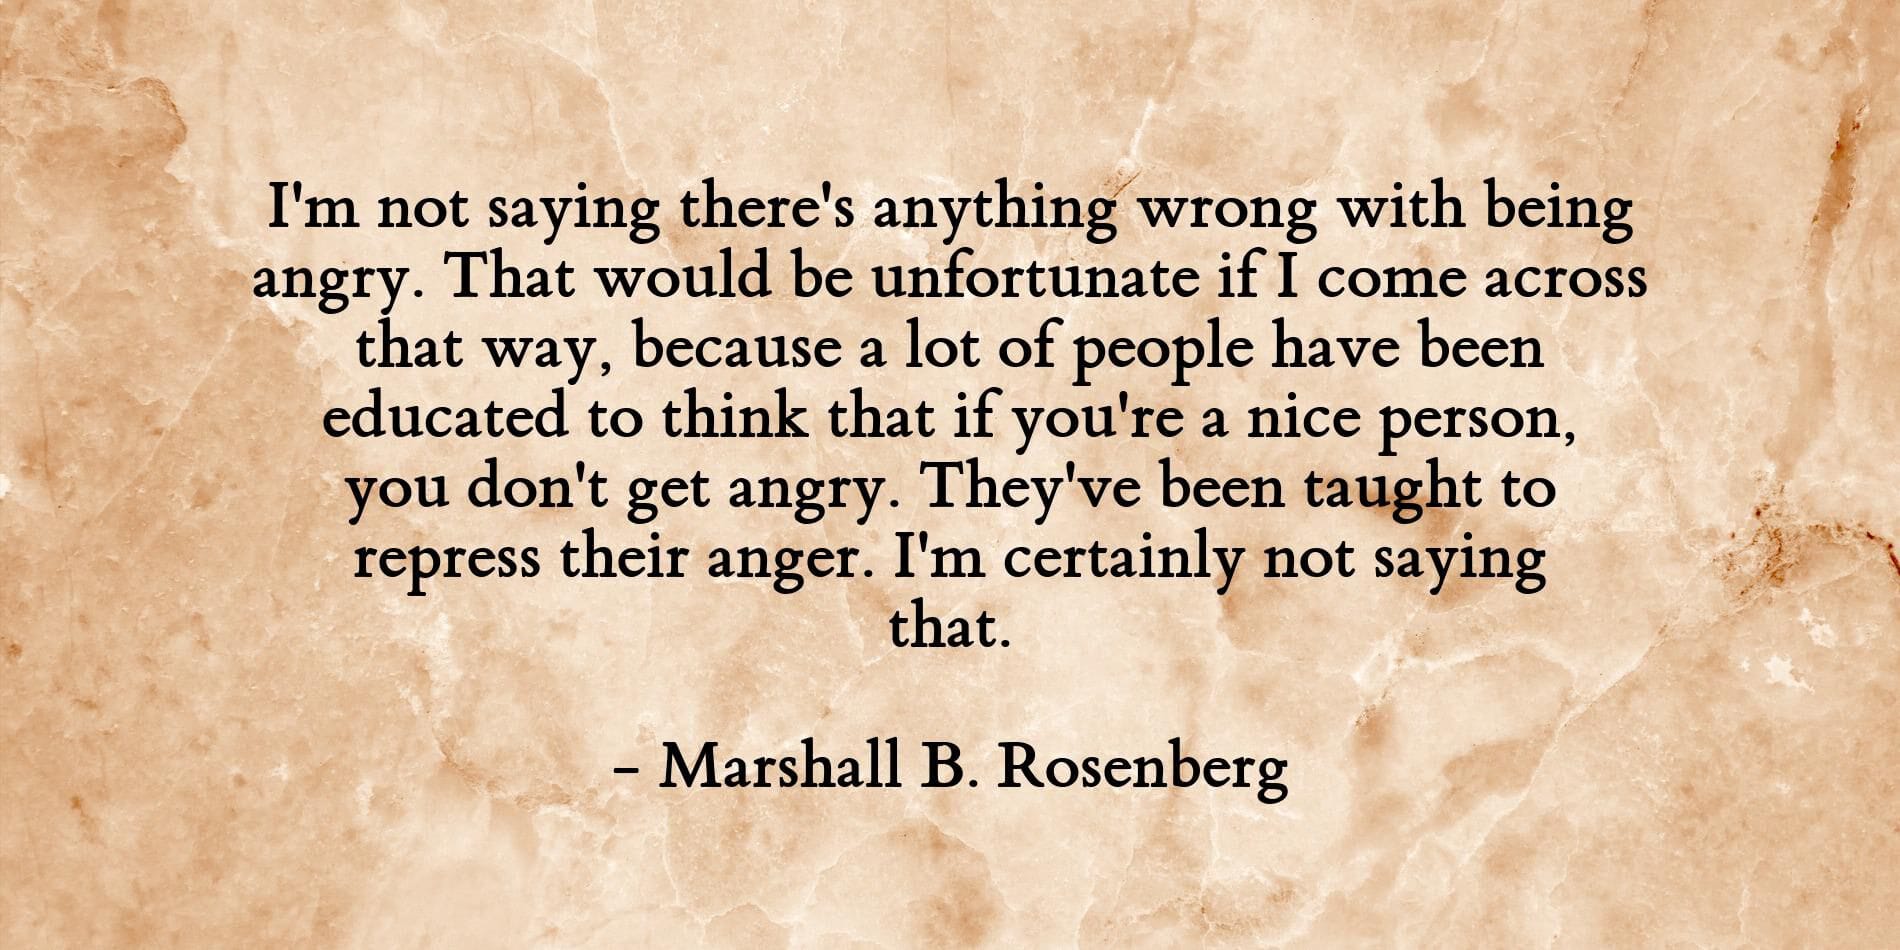 I'm not saying there's anything wrong with being
angry. That would be unfortunate if I come across
that way, because a lot of people have been
educated to think that if you're a nice person,
you don't get angry. They've been taught to
repress their anger. I'm certainly not saying
that.
– Marshall B. Rosenberg